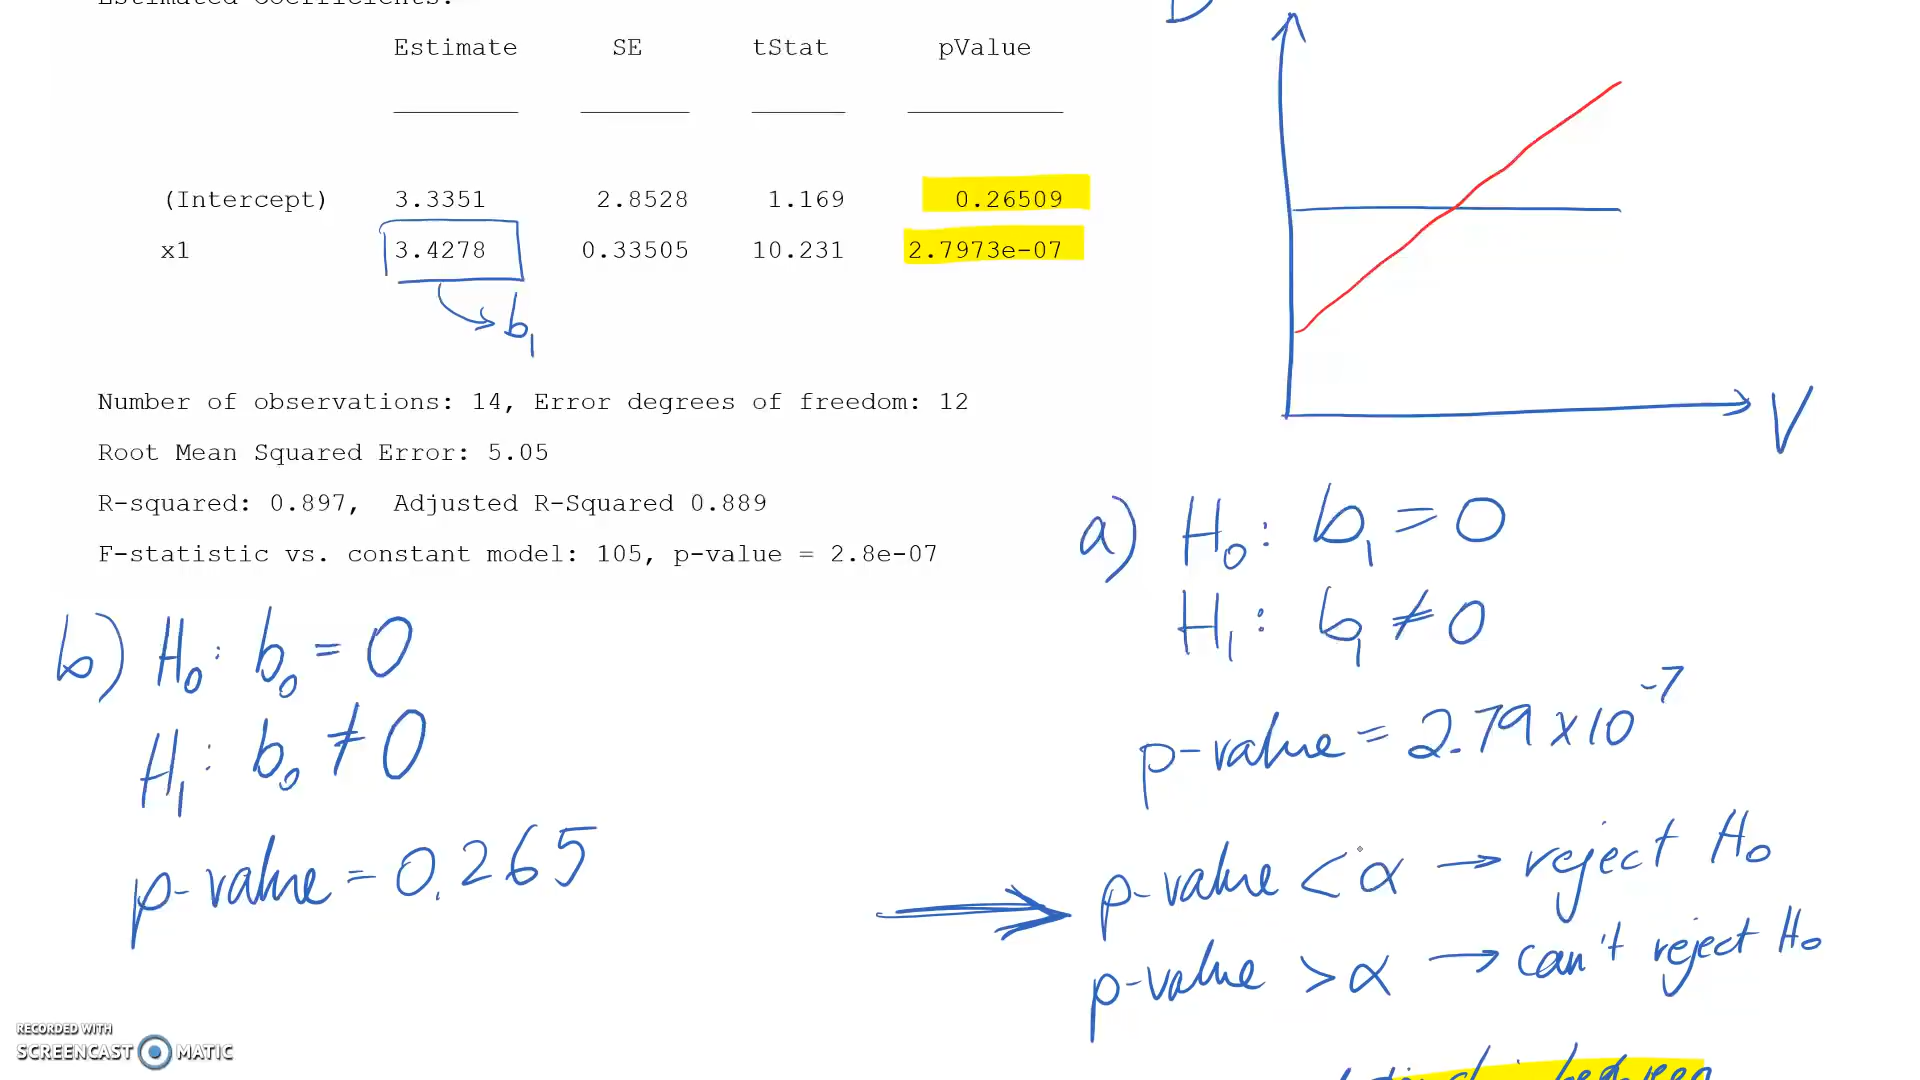 Estimated Coefficients:
Estimate SE tStat pValue
(Intercept) 3.3351 2.8528 1.169 0.26509
x1 3.4278 0.33505 10.231 2.7973e-07
b₁
Number of observations: 14, Error degrees of freedom: 12
Root Mean Squared Error: 5.05
R-squared: 0.897, Adjusted R-Squared 0.889
F-statistic vs. constant model: 105, p-value = 2.8e-07
V
a) H₀: b₁ = 0
H₁: b₁ ≠ 0
p-value = 2.79 x 10⁻⁷
p-value < α → reject H₀
p-value > α → can't reject H₀
b) H₀: b₀ = 0
H₁: b₀ ≠ 0
p-value = 0.265
between
RECORDED WITH
SCREENCAST MATIC